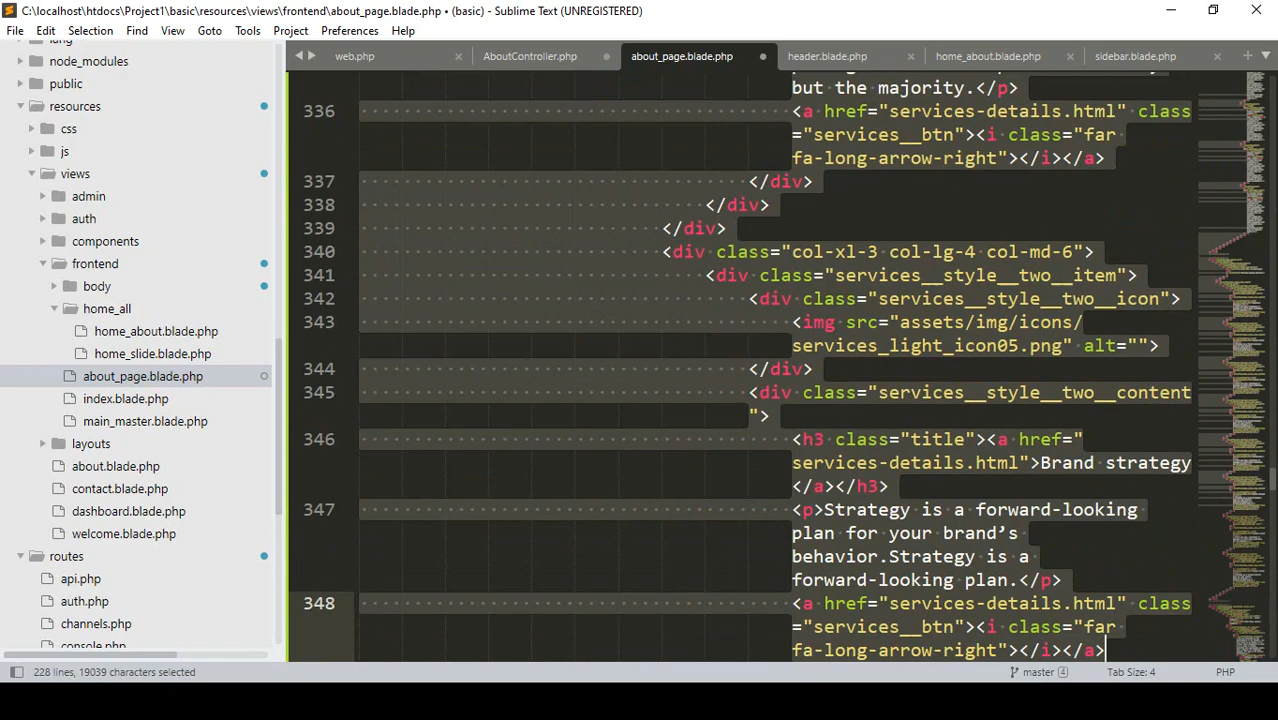 C:\localhost\htdocs\Project1\basic\resources\views\frontend\about_page.blade.php • (basic) - Sublime Text (UNREGISTERED)
File Edit Selection Find View Goto Tools Project Preferences Help
web.php AboutController.php about_page.blade.php header.blade.php home_about.blade.php sidebar.blade.php
lang
node_modules
public
resources
css
js
views
admin
auth
components
frontend
body
home_all
home_about.blade.php
home_slide.blade.php
about_page.blade.php
index.blade.php
main_master.blade.php
layouts
about.blade.php
contact.blade.php
dashboard.blade.php
welcome.blade.php
routes
api.php
auth.php
channels.php
console.php
but the majority.</p>
336 <a href="services-details.html" class
="services__btn"><i class="far
fa-long-arrow-right"></i></a>
337 </div>
338 </div>
339 </div>
340 <div class="col-xl-3 col-lg-4 col-md-6">
341 <div class="services__style__two__item">
342 <div class="services__style__two__icon">
343 <img src="assets/img/icons/
services_light_icon05.png" alt="">
344 </div>
345 <div class="services__style__two__content
">
346 <h3 class="title"><a href="
services-details.html">Brand strategy
</a></h3>
347 <p>Strategy is a forward-looking
plan for your brand’s
behavior.Strategy is a
forward-looking plan.</p>
348 <a href="services-details.html" class
="services__btn"><i class="far
fa-long-arrow-right"></i></a>
228 lines, 19039 characters selected master 4 Tab Size: 4 PHP